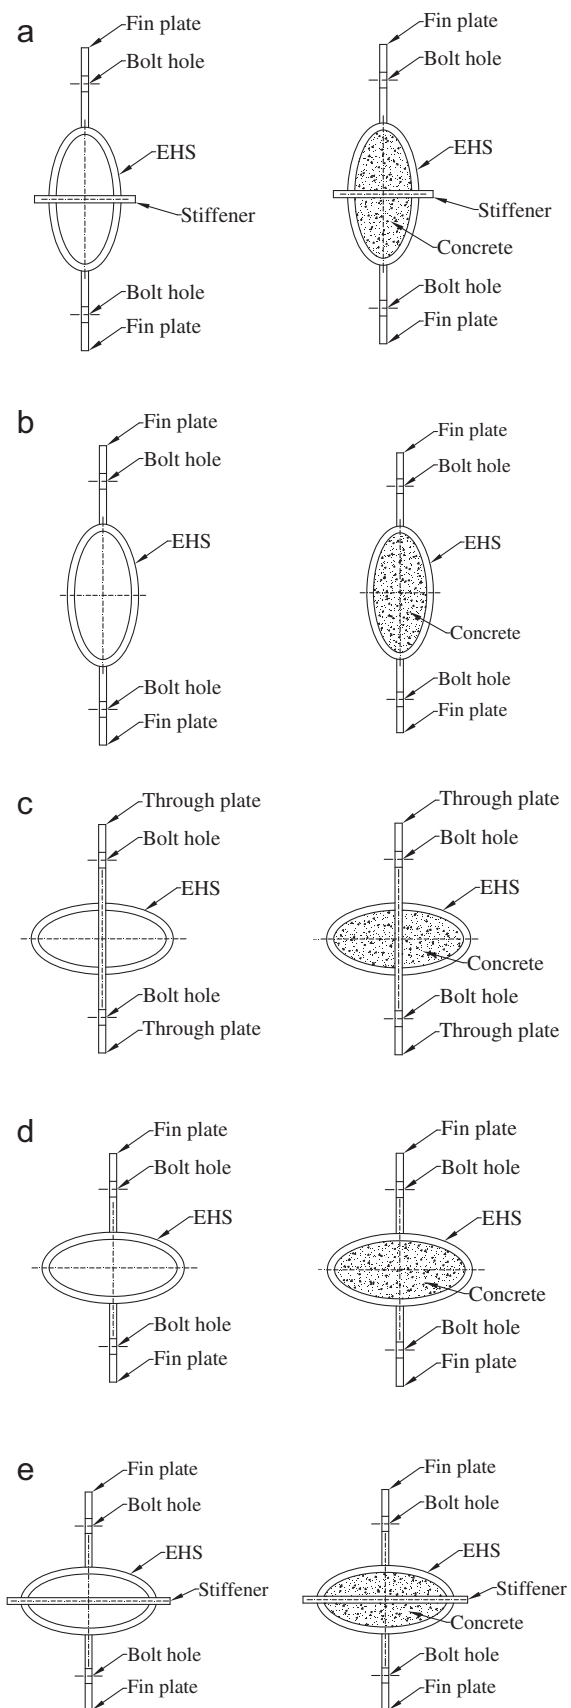 a
Fin plate
Bolt hole
EHS
Stiffener
Bolt hole
Fin plate
Fin plate
Bolt hole
EHS
Stiffener
Concrete
Bolt hole
Fin plate
b
Fin plate
Bolt hole
EHS
Bolt hole
Fin plate
Fin plate
Bolt hole
EHS
Concrete
Bolt hole
Fin plate
c
Through plate
Bolt hole
EHS
Bolt hole
Through plate
Through plate
Bolt hole
EHS
Concrete
Bolt hole
Through plate
d
Fin plate
Bolt hole
EHS
Bolt hole
Fin plate
Fin plate
Bolt hole
EHS
Concrete
Bolt hole
Fin plate
e
Fin plate
Bolt hole
EHS
Stiffener
Bolt hole
Fin plate
Fin plate
Bolt hole
EHS
Stiffener
Concrete
Bolt hole
Fin plate